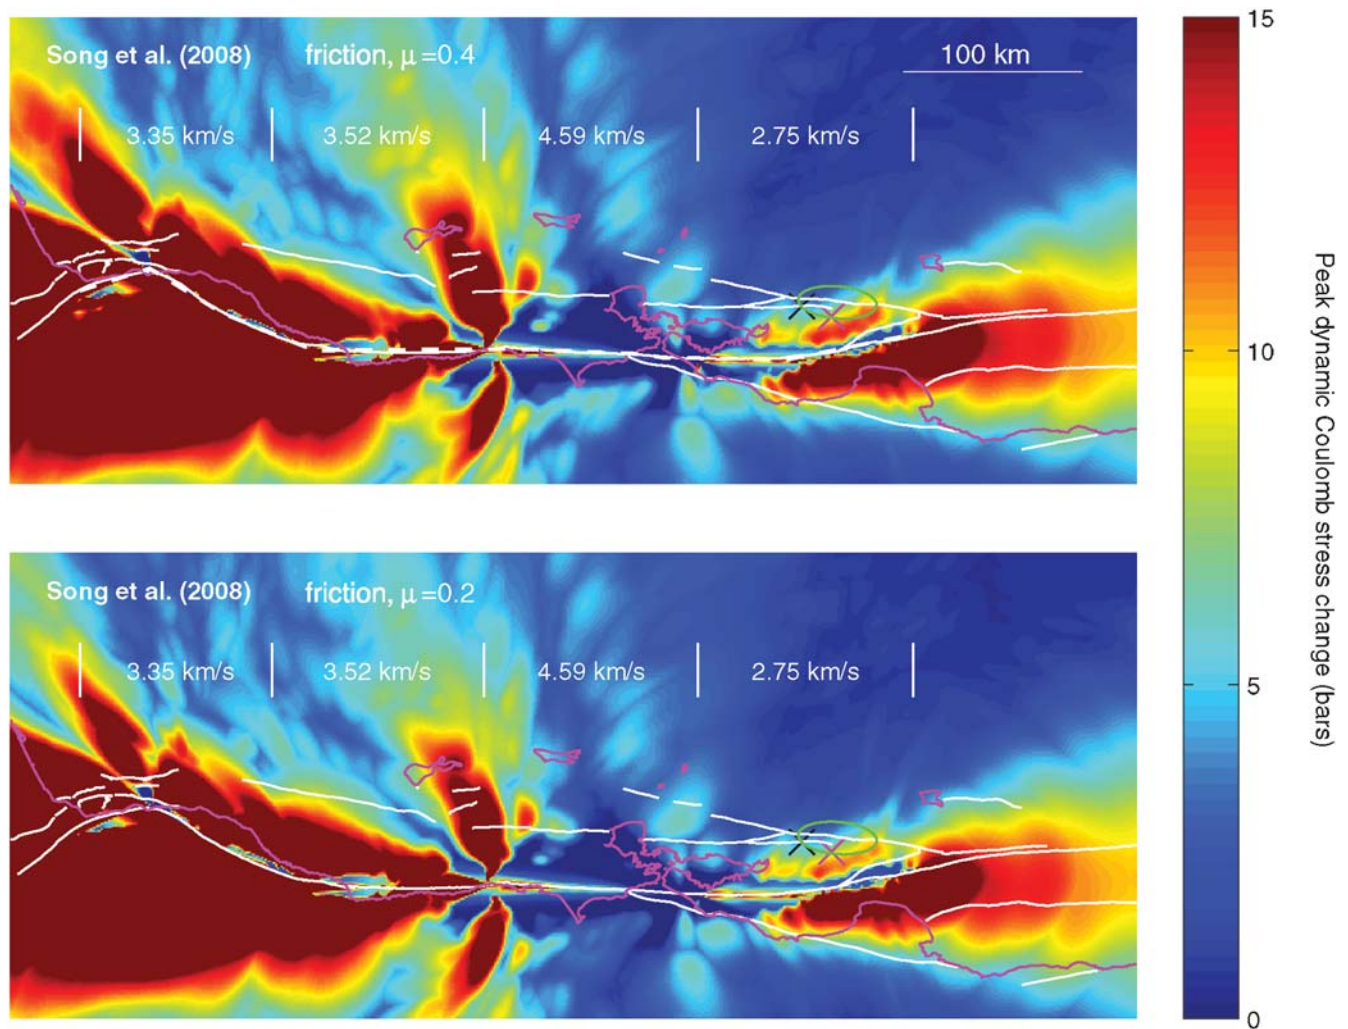 Song et al. (2008) friction, μ=0.4 100 km
3.35 km/s 3.52 km/s 4.59 km/s 2.75 km/s
Song et al. (2008) friction, μ=0.2
3.35 km/s 3.52 km/s 4.59 km/s 2.75 km/s
15
10
5
0
Peak dynamic Coulomb stress change (bars)